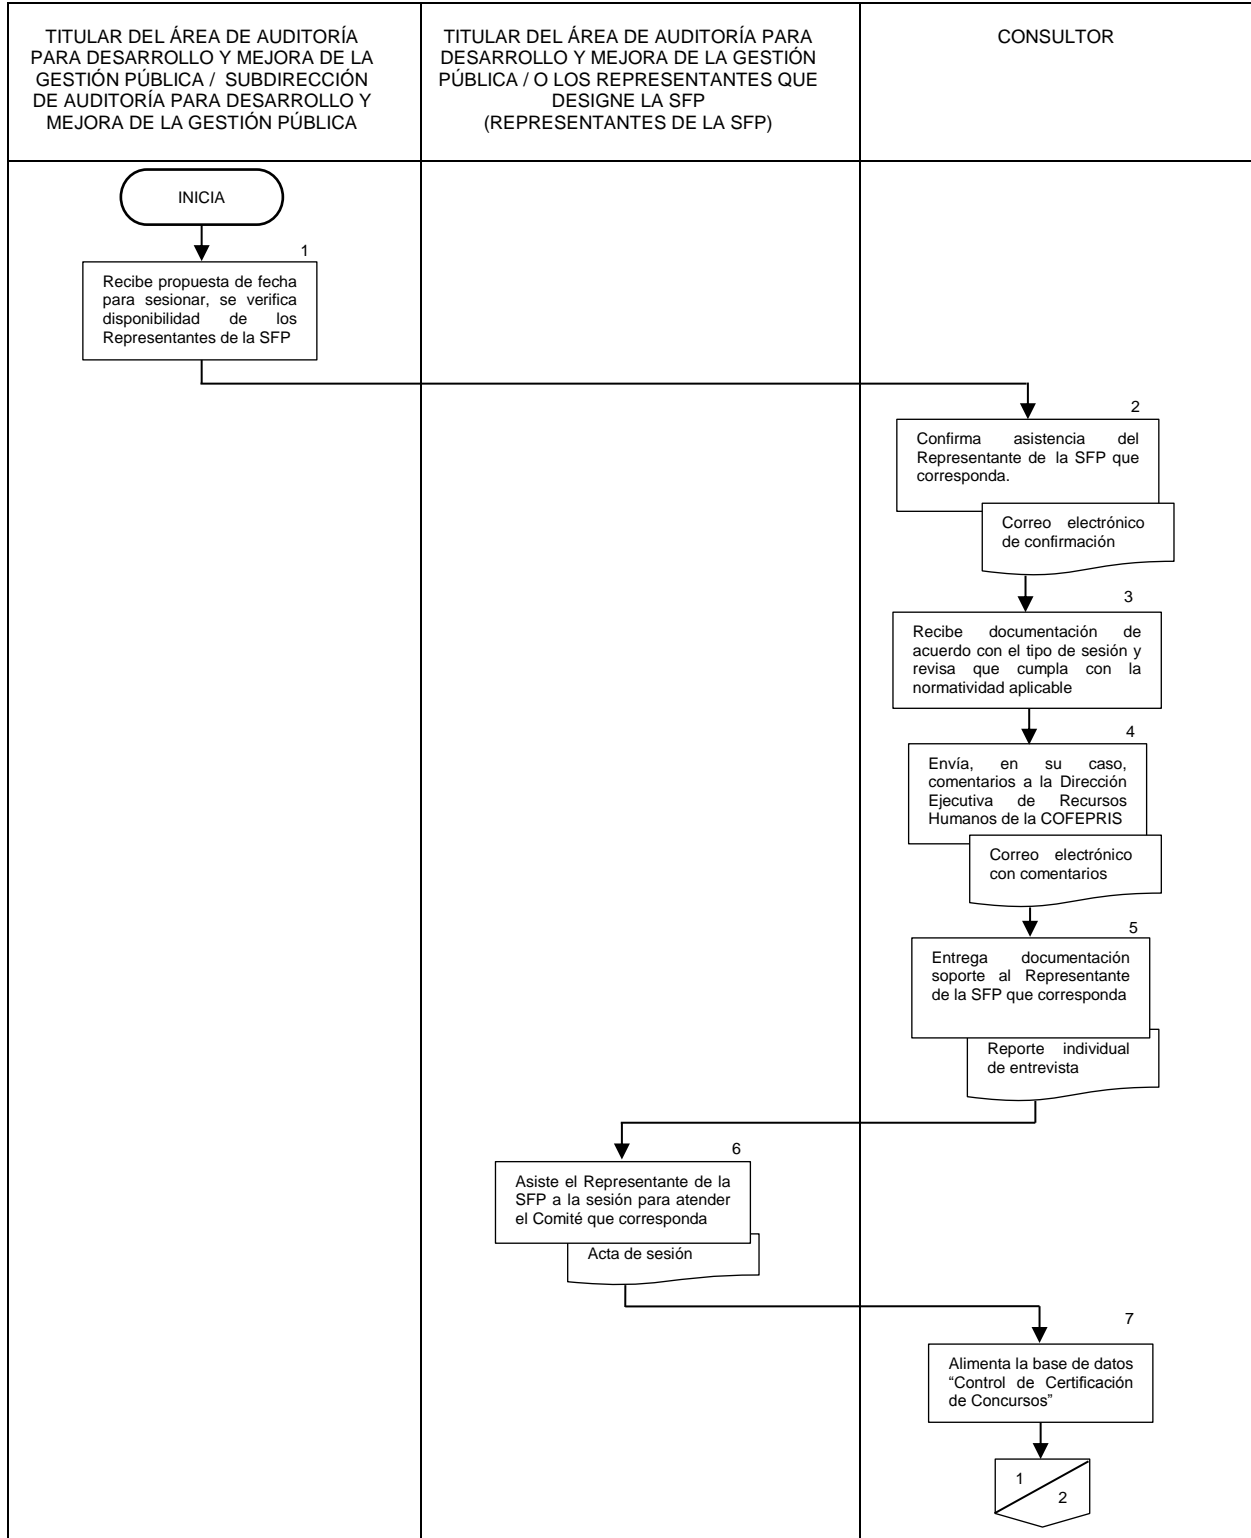 TITULAR DEL ÁREA DE AUDITORÍA
PARA DESARROLLO Y MEJORA DE LA
GESTIÓN PÚBLICA / SUBDIRECCIÓN
DE AUDITORÍA PARA DESARROLLO Y
MEJORA DE LA GESTIÓN PÚBLICA
TITULAR DEL ÁREA DE AUDITORÍA PARA
DESARROLLO Y MEJORA DE LA GESTIÓN
PÚBLICA / O LOS REPRESENTANTES QUE
DESIGNE LA SFP
(REPRESENTANTES DE LA SFP)
CONSULTOR
INICIA
1
Recibe propuesta de fecha
para sesionar, se verifica
disponibilidad de los
Representantes de la SFP
2
Confirma asistencia del
Representante de la SFP que
corresponda.
Correo electrónico
de confirmación
3
Recibe documentación de
acuerdo con el tipo de sesión y
revisa que cumpla con la
normatividad aplicable
4
Envía, en su caso,
comentarios a la Dirección
Ejecutiva de Recursos
Humanos de la COFEPRIS
Correo electrónico
con comentarios
5
Entrega documentación
soporte al Representante
de la SFP que corresponda
Reporte individual
de entrevista
6
Asiste el Representante de la
SFP a la sesión para atender
el Comité que corresponda
Acta de sesión
7
Alimenta la base de datos
“Control de Certificación
de Concursos”
1
2